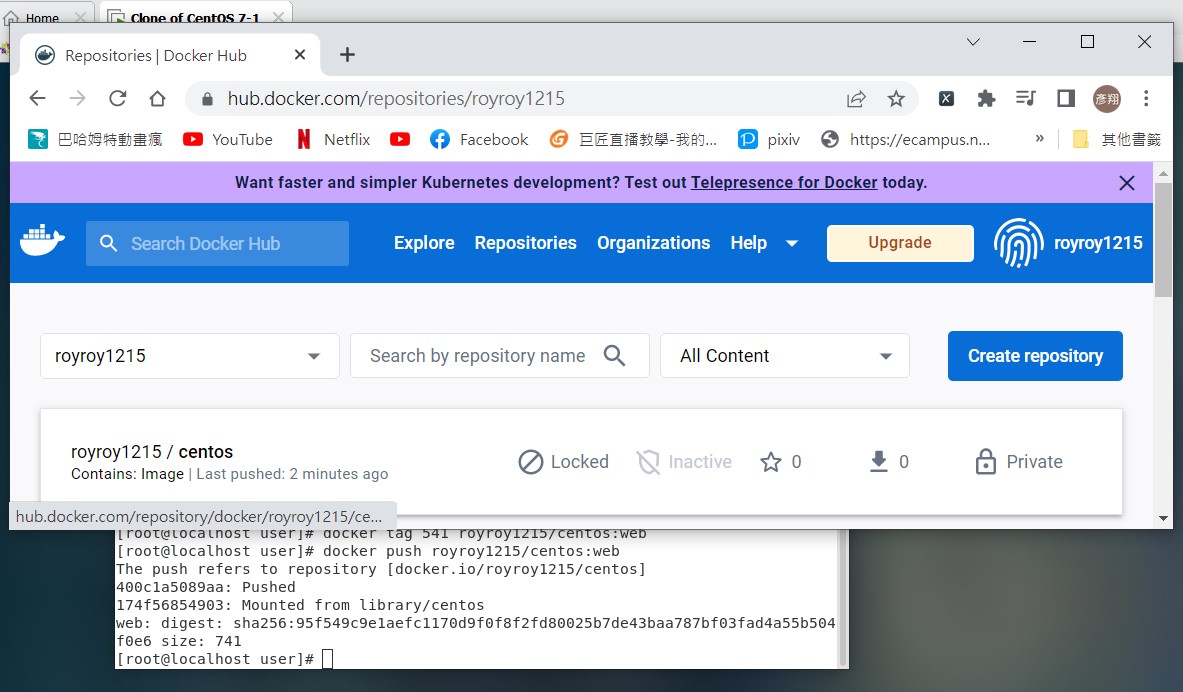 Home
Clone of CentOS 7-1
Repositories | Docker Hub
hub.docker.com/repositories/royroy1215
彥翔
巴哈姆特動畫瘋 YouTube Netflix Facebook 巨匠直播教學-我的... pixiv https://ecampus.n... » 其他書籤
Want faster and simpler Kubernetes development? Test out Telepresence for Docker today.
Search Docker Hub Explore Repositories Organizations Help Upgrade royroy1215
royroy1215 Search by repository name All Content Create repository
royroy1215 / centos
Contains: Image | Last pushed: 2 minutes ago
Locked Inactive 0 0 Private
hub.docker.com/repository/docker/royroy1215/ce...
[root@localhost user]# docker tag 541 royroy1215/centos:web
[root@localhost user]# docker push royroy1215/centos:web
The push refers to repository [docker.io/royroy1215/centos]
400c1a5089aa: Pushed
174f56854903: Mounted from library/centos
web: digest: sha256:95f549c9e1aefc1170d9f0f8f2fd80025b7de43baa787bf03fad4a55b504
f0e6 size: 741
[root@localhost user]#